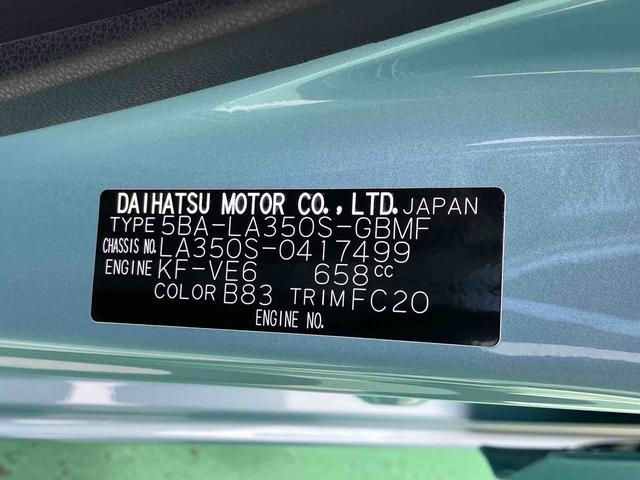 DAIHATSU MOTOR CO., LTD. JAPAN
TYPE 5BA-LA350S-GBMF
CHASSIS NO. LA350S-0417499
ENGINE KF-VE6 658cc
COLOR B83 TRIM FC20
ENGINE NO.